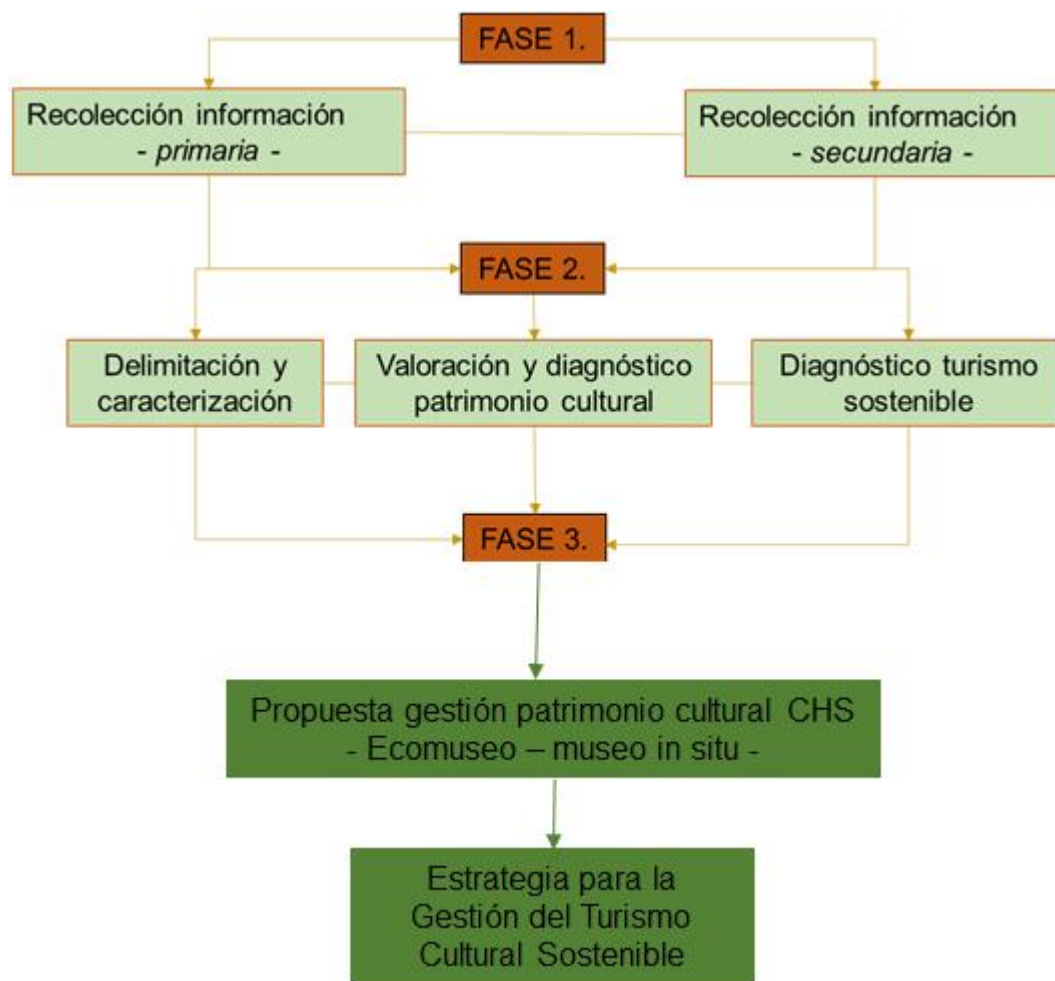 FASE 1.
Recolección información
- primaria -
Recolección información
- secundaria -
FASE 2.
Delimitación y
caracterización
Valoración y diagnóstico
patrimonio cultural
Diagnóstico turismo
sostenible
FASE 3.
Propuesta gestión patrimonio cultural CHS
- Ecomuseo – museo in situ -
Estrategia para la
Gestión del Turismo
Cultural Sostenible